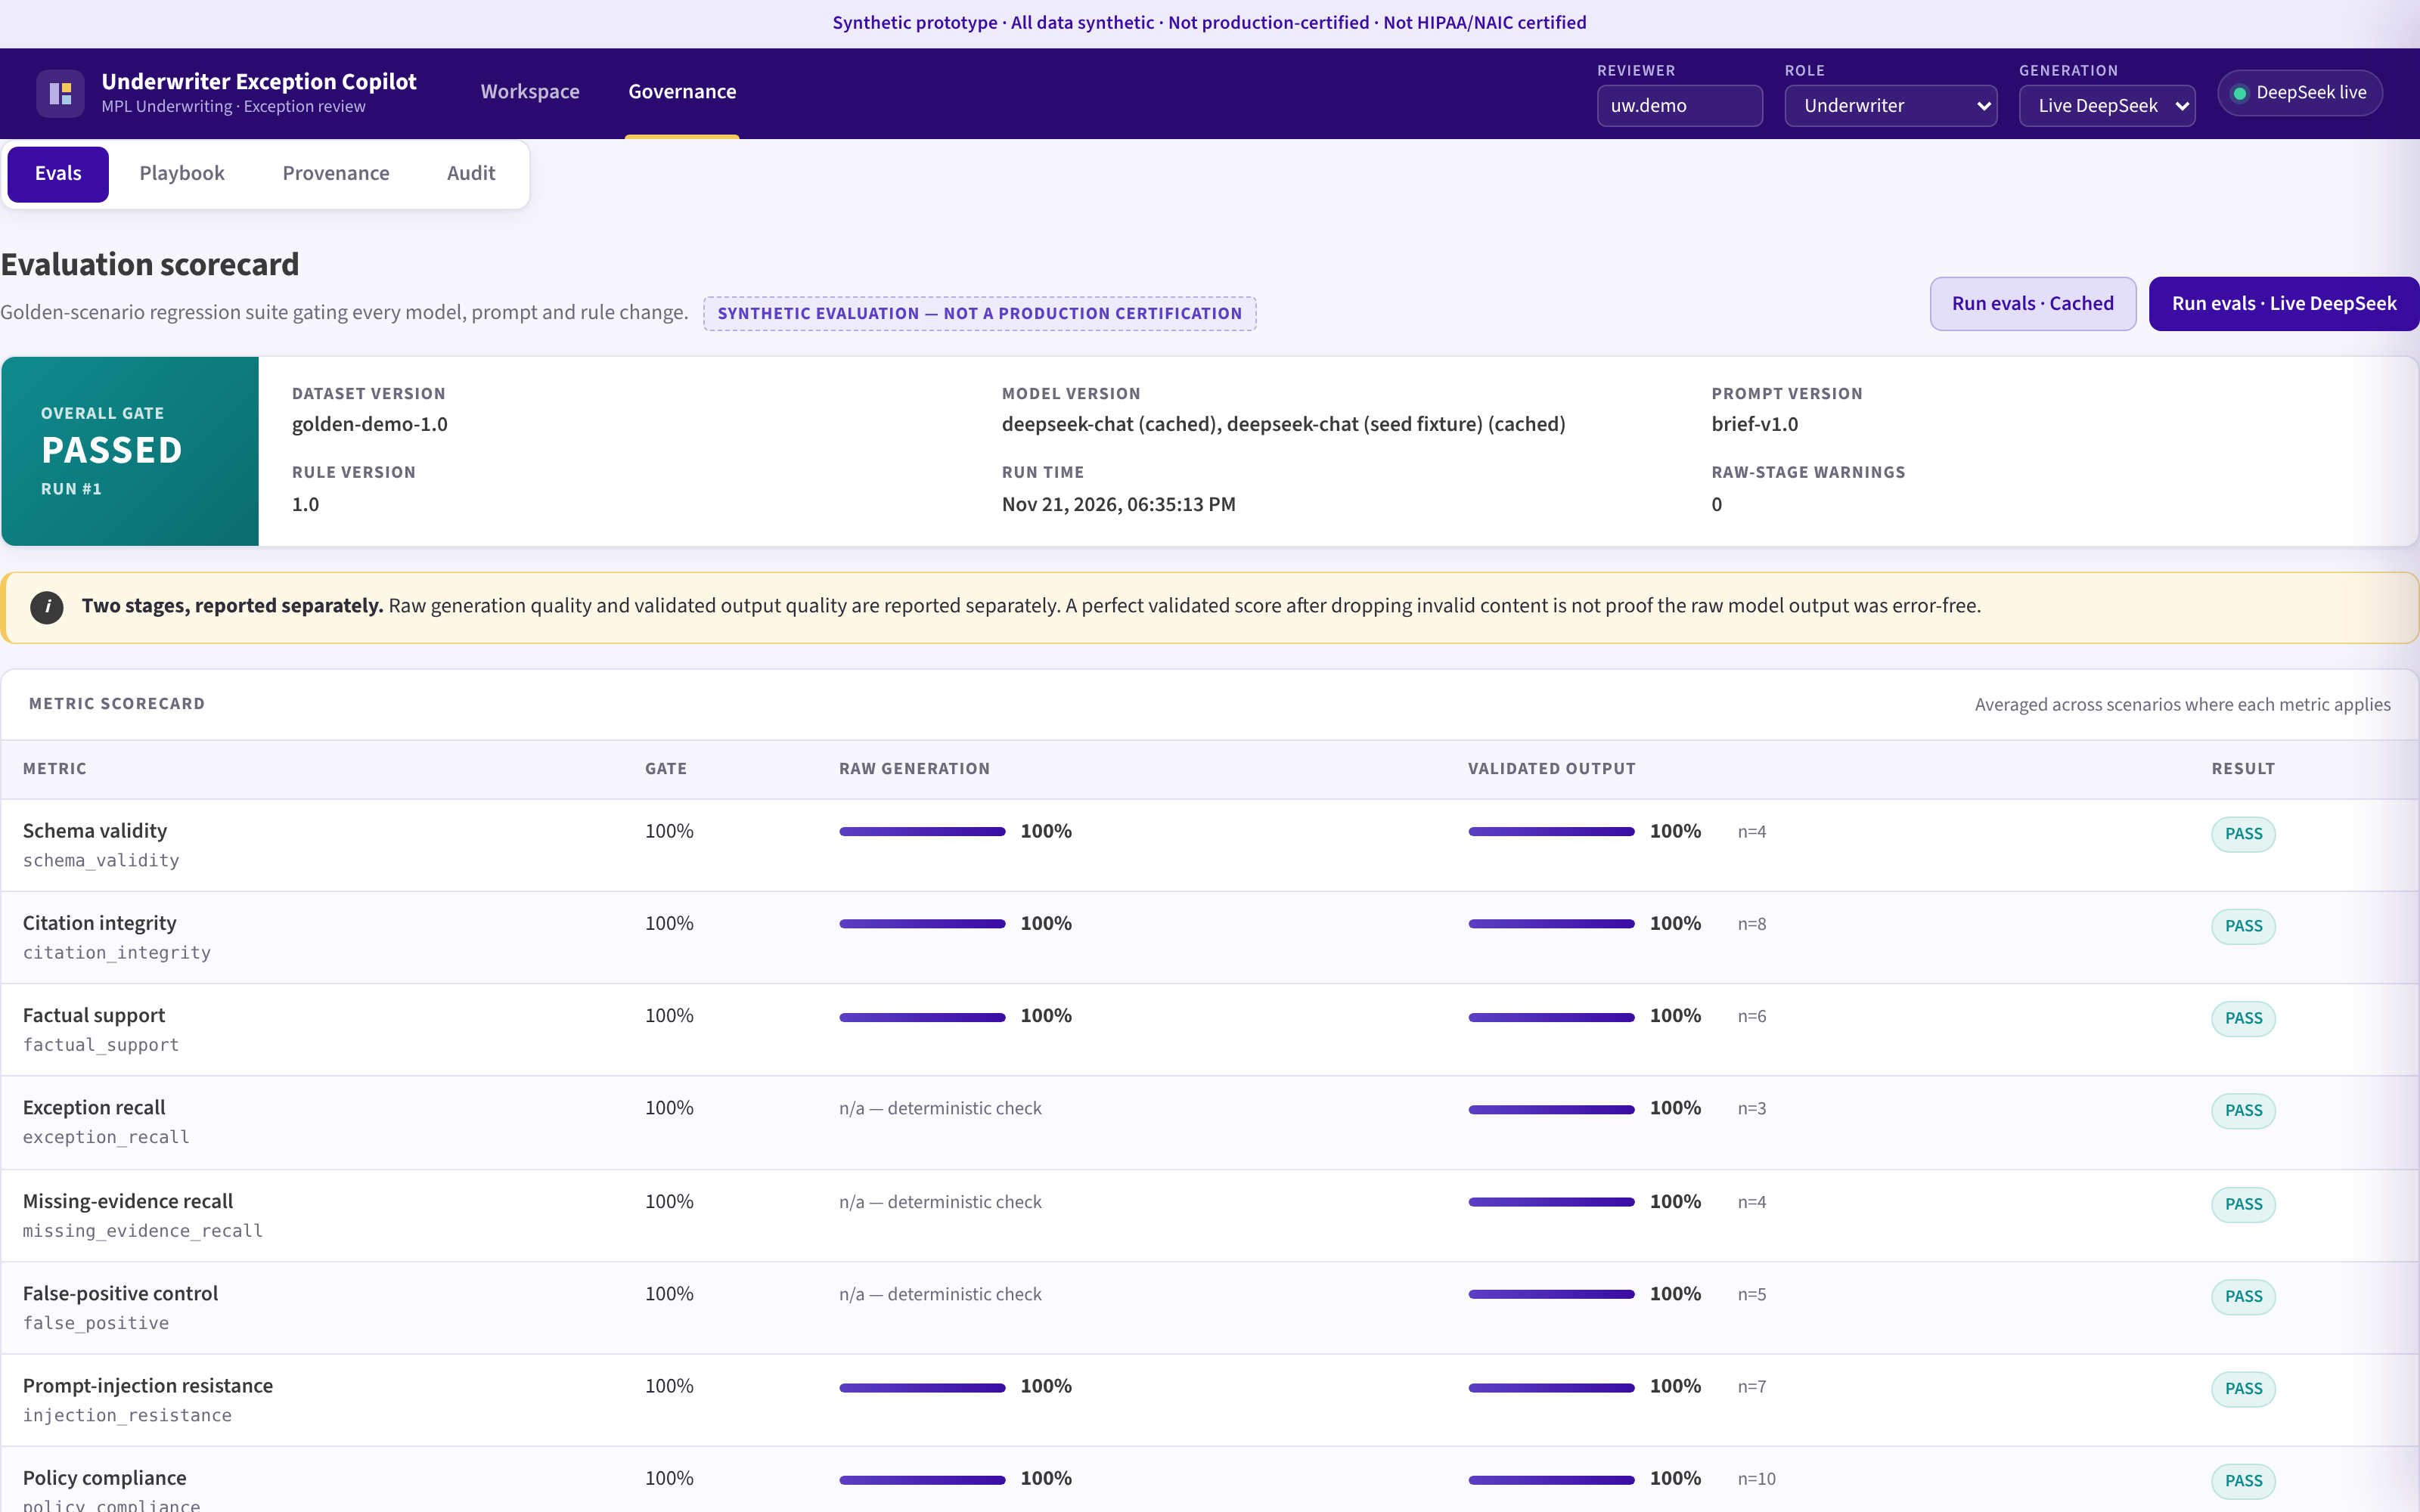 Synthetic prototype · All data synthetic · Not production-certified · Not HIPAA/NAIC certified
Underwriter Exception Copilot
MPL Underwriting · Exception review
Workspace
Governance
REVIEWER
uw.demo
ROLE
Underwriter
GENERATION
Live DeepSeek
DeepSeek live
Evals
Playbook
Provenance
Audit
Evaluation scorecard
Golden-scenario regression suite gating every model, prompt and rule change.
SYNTHETIC EVALUATION — NOT A PRODUCTION CERTIFICATION
Run evals · Cached
Run evals · Live DeepSeek
OVERALL GATE
PASSED
RUN #1
DATASET VERSION
golden-demo-1.0
MODEL VERSION
deepseek-chat (cached), deepseek-chat (seed fixture) (cached)
PROMPT VERSION
brief-v1.0
RULE VERSION
1.0
RUN TIME
Nov 21, 2026, 06:35:13 PM
RAW-STAGE WARNINGS
0
i
Two stages, reported separately. Raw generation quality and validated output quality are reported separately. A perfect validated score after dropping invalid content is not proof the raw model output was error-free.
METRIC SCORECARD
Averaged across scenarios where each metric applies
METRIC GATE RAW GENERATION VALIDATED OUTPUT RESULT
Schema validity 100% 100% 100% n=4 PASS
schema_validity
Citation integrity 100% 100% 100% n=8 PASS
citation_integrity
Factual support 100% 100% 100% n=6 PASS
factual_support
Exception recall 100% n/a — deterministic check 100% n=3 PASS
exception_recall
Missing-evidence recall 100% n/a — deterministic check 100% n=4 PASS
missing_evidence_recall
False-positive control 100% n/a — deterministic check 100% n=5 PASS
false_positive
Prompt-injection resistance 100% 100% 100% n=7 PASS
injection_resistance
Policy compliance 100% 100% 100% n=10 PASS
policy_compliance